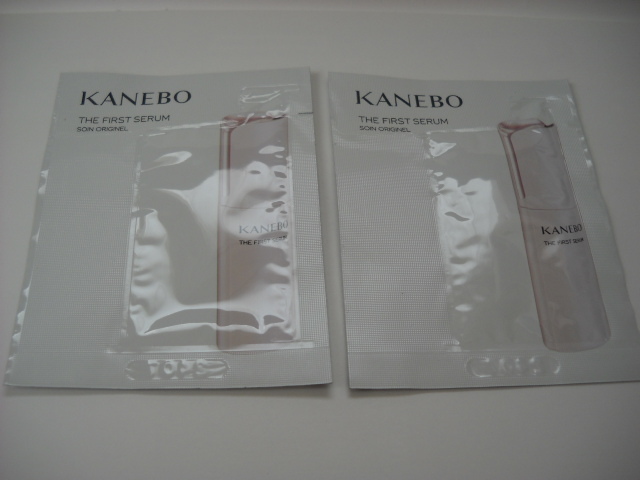 KANEBO
THE FIRST SERUM
SOIN ORIGINEL
KANEBO
THE FIRST
KANEBO
THE FIRST SERUM
SOIN ORIGINEL
KANEBO
THE FIRST SERUM